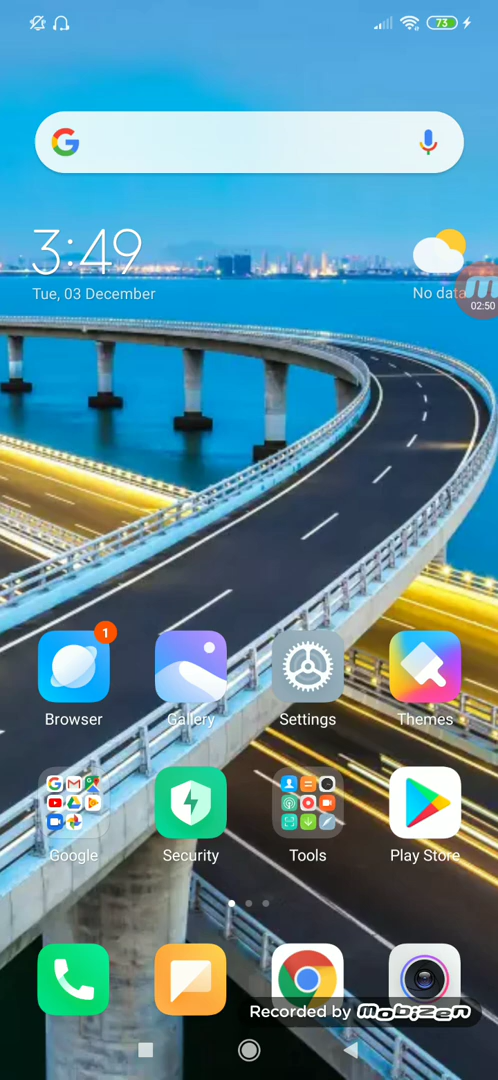 73
3:49
Tue, 03 December
No data
02:50
1
Browser
Gallery
Settings
Themes
Google
Security
Tools
Play Store
Recorded by Mobizen